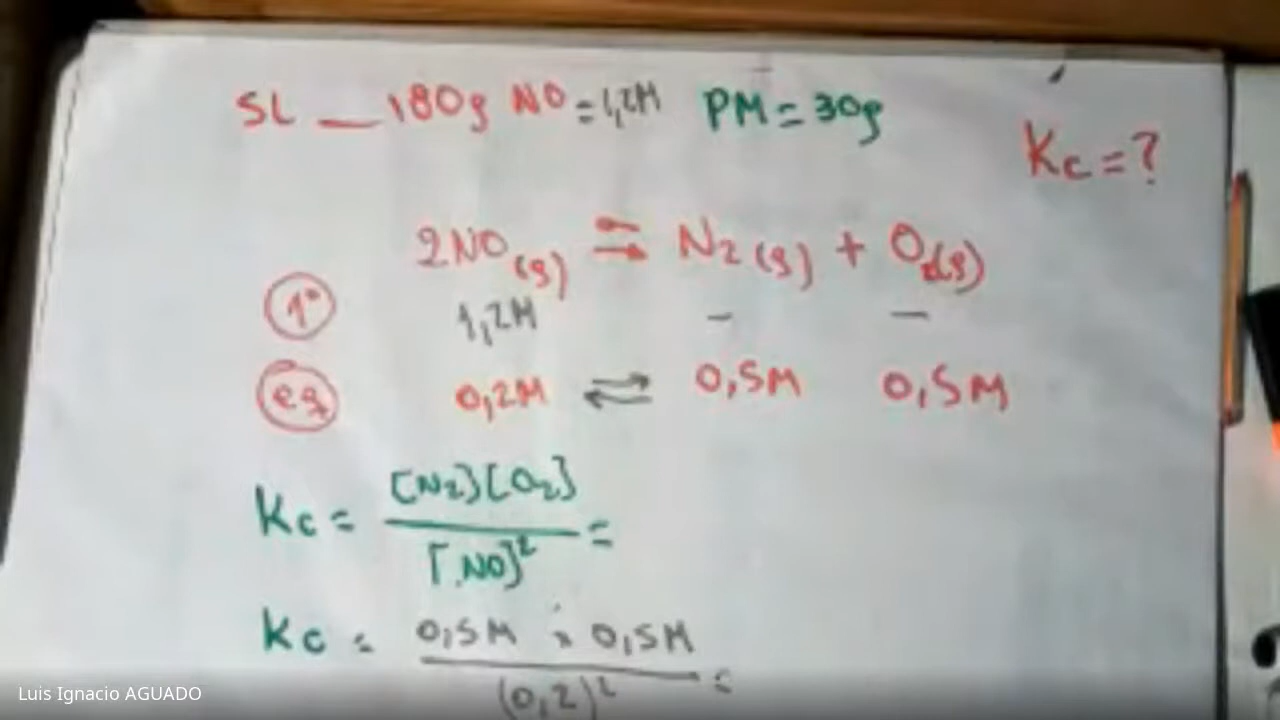 5L — 180g NO = 1,2M PM = 30g
Kc = ?
2NO(g) ⇌ N2(g) + O2(g)
1° 1,2M - -
eq 0,2M ⇌ 0,5M 0,5M
Kc = [N2][O2] / [NO]² =
Kc = 0,5M x 0,5M / (0,2)² =
Luis Ignacio AGUADO